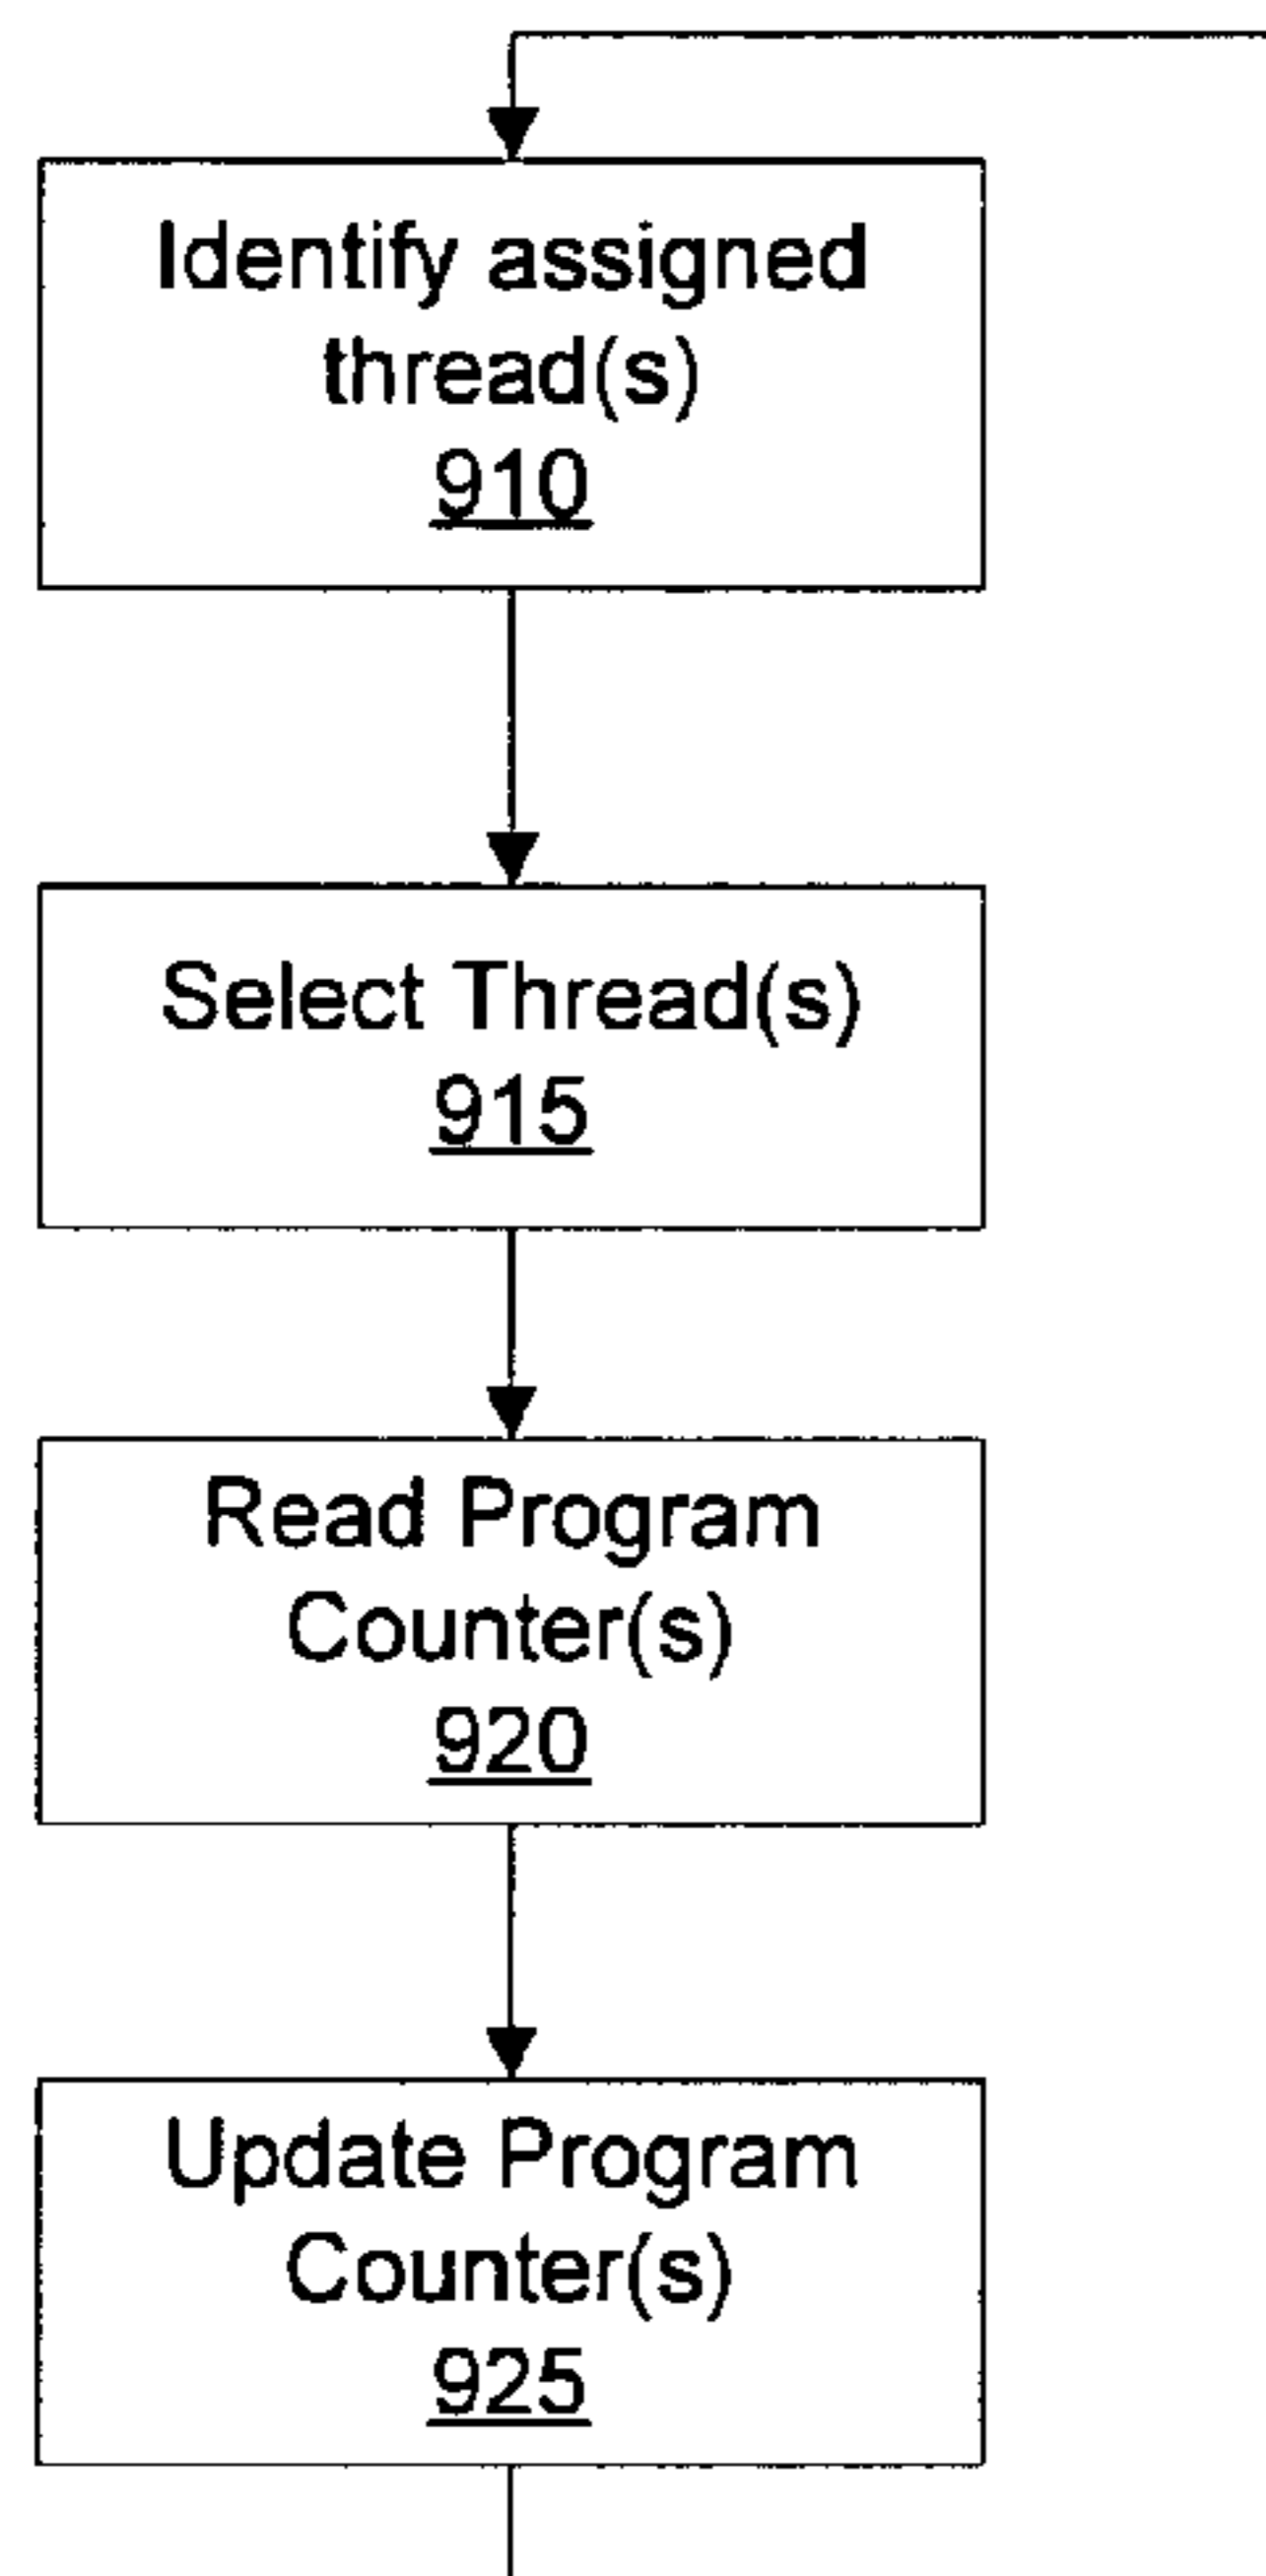 Identify assigned
thread(s)
910
Select Thread(s)
915
Read Program
Counter(s)
920
Update Program
Counter(s)
925